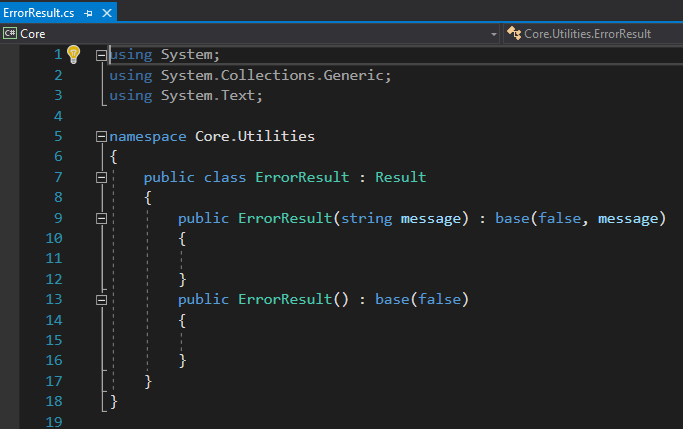 ErrorResult.cs
Core
Core.Utilities.ErrorResult
1 using System;
2 using System.Collections.Generic;
3 using System.Text;
4
5 namespace Core.Utilities
6 {
7 public class ErrorResult : Result
8 {
9 public ErrorResult(string message) : base(false, message)
10 {
11
12 }
13 public ErrorResult() : base(false)
14 {
15
16 }
17 }
18 }
19